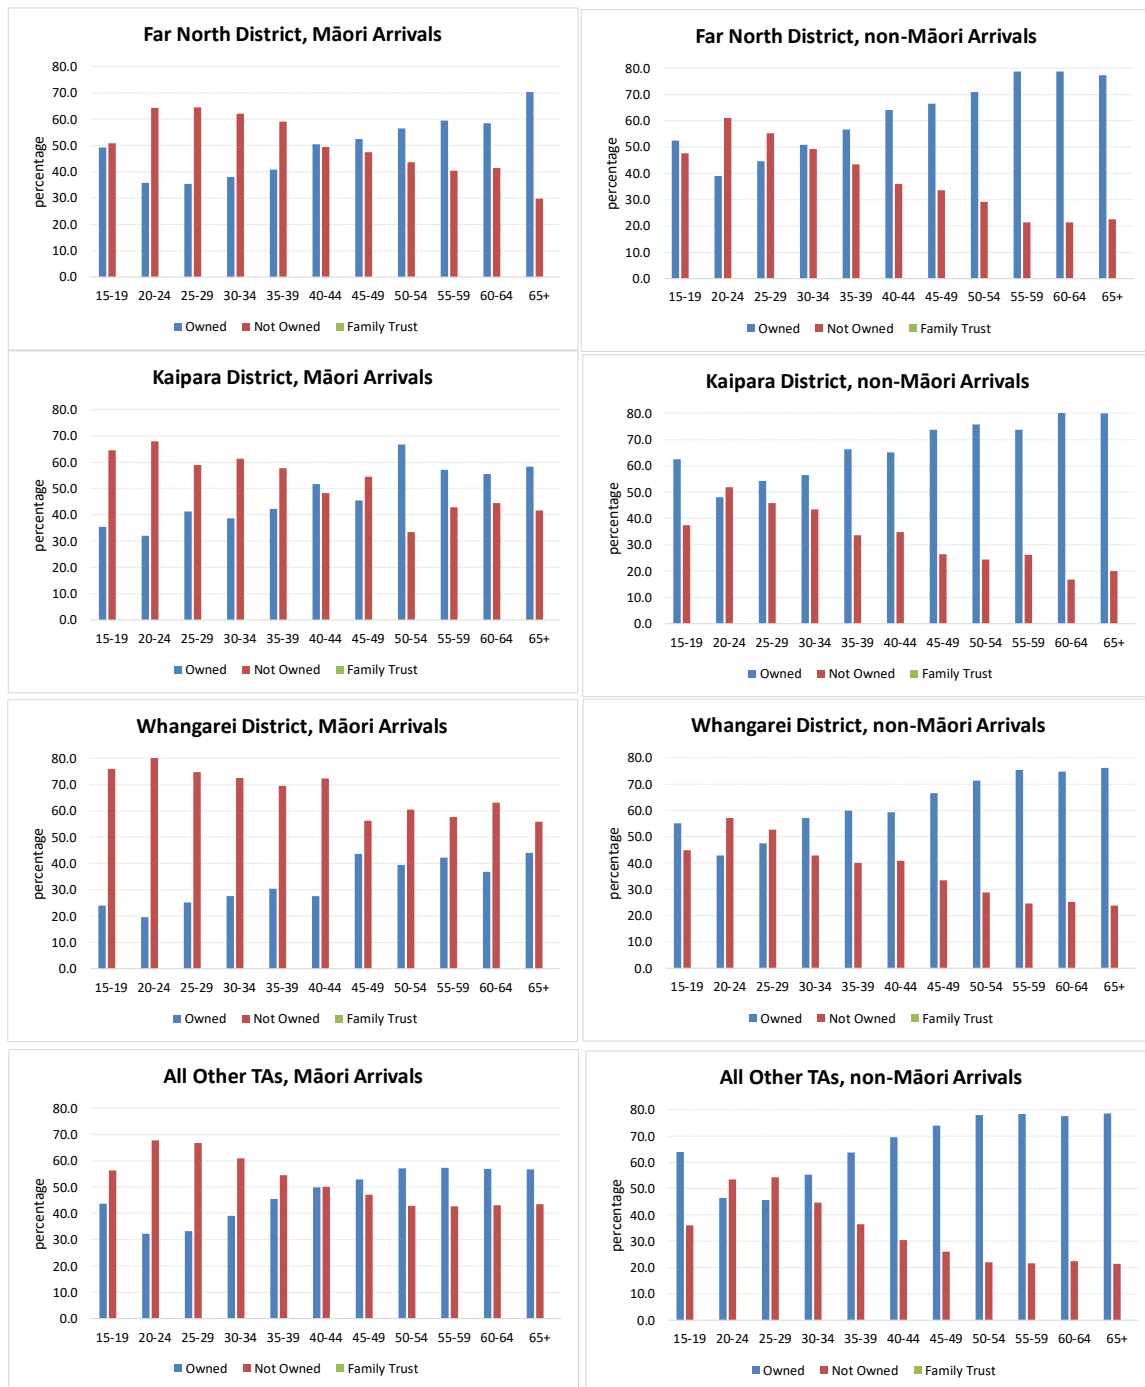 Far North District, Māori Arrivals
80.0
70.0
60.0
50.0
40.0
30.0
20.0
10.0
0.0
percentage
15-19 20-24 25-29 30-34 35-39 40-44 45-49 50-54 55-59 60-64 65+
Owned Not Owned Family Trust
Far North District, non-Māori Arrivals
80.0
70.0
60.0
50.0
40.0
30.0
20.0
10.0
0.0
percentage
15-19 20-24 25-29 30-34 35-39 40-44 45-49 50-54 55-59 60-64 65+
Owned Not Owned Family Trust
Kaipara District, Māori Arrivals
80.0
70.0
60.0
50.0
40.0
30.0
20.0
10.0
0.0
percentage
15-19 20-24 25-29 30-34 35-39 40-44 45-49 50-54 55-59 60-64 65+
Owned Not Owned Family Trust
Kaipara District, non-Māori Arrivals
80.0
70.0
60.0
50.0
40.0
30.0
20.0
10.0
0.0
percentage
15-19 20-24 25-29 30-34 35-39 40-44 45-49 50-54 55-59 60-64 65+
Owned Not Owned Family Trust
Whangarei District, Māori Arrivals
80.0
70.0
60.0
50.0
40.0
30.0
20.0
10.0
0.0
percentage
15-19 20-24 25-29 30-34 35-39 40-44 45-49 50-54 55-59 60-64 65+
Owned Not Owned Family Trust
Whangarei District, non-Māori Arrivals
80.0
70.0
60.0
50.0
40.0
30.0
20.0
10.0
0.0
percentage
15-19 20-24 25-29 30-34 35-39 40-44 45-49 50-54 55-59 60-64 65+
Owned Not Owned Family Trust
All Other TAs, Māori Arrivals
80.0
70.0
60.0
50.0
40.0
30.0
20.0
10.0
0.0
percentage
15-19 20-24 25-29 30-34 35-39 40-44 45-49 50-54 55-59 60-64 65+
Owned Not Owned Family Trust
All Other TAs, non-Māori Arrivals
80.0
70.0
60.0
50.0
40.0
30.0
20.0
10.0
0.0
percentage
15-19 20-24 25-29 30-34 35-39 40-44 45-49 50-54 55-59 60-64 65+
Owned Not Owned Family Trust